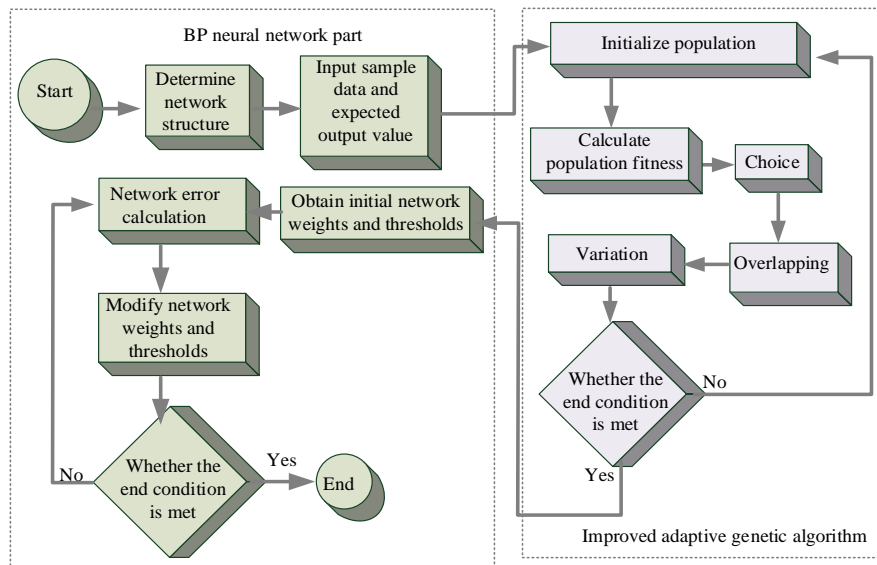 BP neural network part
Start
Determine
network
structure
Input sample
data and
expected
output value
Network error
calculation
Obtain initial network
weights and thresholds
Modify network
weights and
thresholds
Whether the
end condition
is met
No
Yes
End
Initialize population
Calculate
population fitness
Choice
Overlapping
Variation
Whether the
end condition
is met
No
Yes
Improved adaptive genetic algorithm